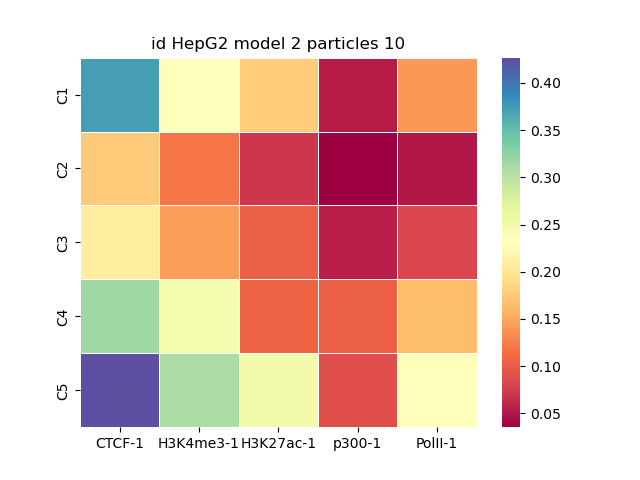 id HepG2 model 2 particles 10
C1
C2
C3
C4
C5
CTCF-1
H3K4me3-1
H3K27ac-1
p300-1
PolII-1
0.40
0.35
0.30
0.25
0.20
0.15
0.10
0.05